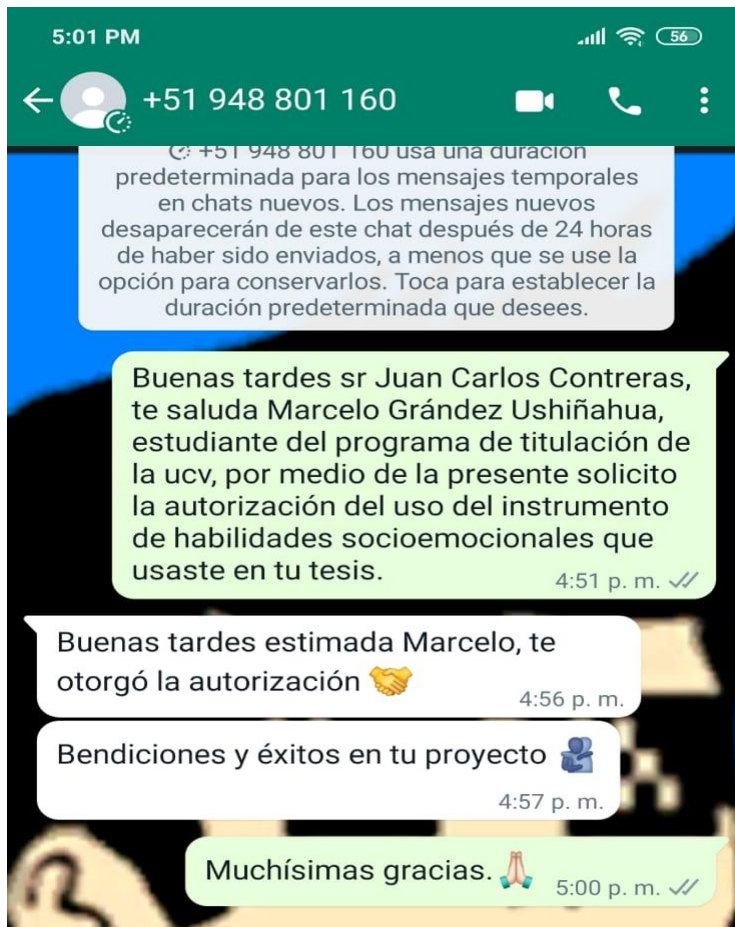 5:01 PM 56
+51 948 801 160
+51 948 801 160 usa una duración
predeterminada para los mensajes temporales
en chats nuevos. Los mensajes nuevos
desaparecerán de este chat después de 24 horas
de haber sido enviados, a menos que se use la
opción para conservarlos. Toca para establecer la
duración predeterminada que desees.
Buenas tardes sr Juan Carlos Contreras,
te saluda Marcelo Grández Ushiñahua,
estudiante del programa de titulación de
la ucv, por medio de la presente solicito
la autorización del uso del instrumento
de habilidades socioemocionales que
usaste en tu tesis.
4:51 p. m.
Buenas tardes estimada Marcelo, te
otorgó la autorización 🤝
4:56 p. m.
Bendiciones y éxitos en tu proyecto 🫂
4:57 p. m.
Muchísimas gracias. 🙏🏻
5:00 p. m.